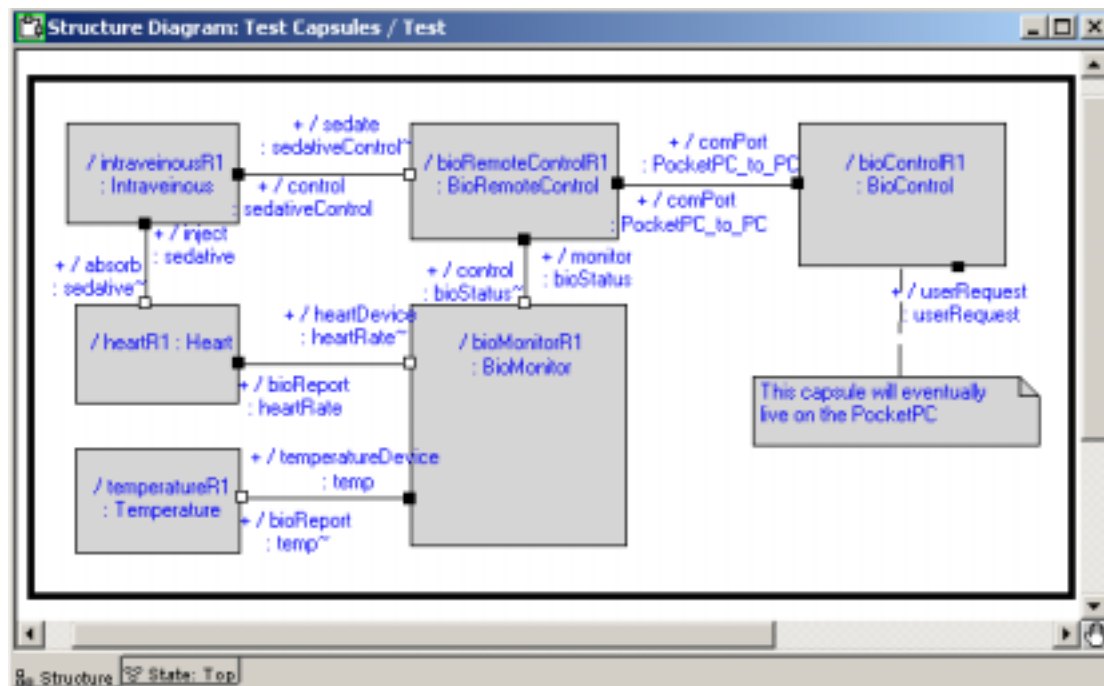 Structure Diagram: Test Capsules / Test
+ / sedate
: sedativeControl~
/ intraveinousR1
: Intraveinous
+ / control
: sedativeControl
/ bioRemoteControlR1
: BioRemoteControl
+ / comPort
: PocketPC_to_PC
+ / comPort
: PocketPC_to_PC
/ bioControlR1
: BioControl
+ / inject
: sedative
+ / absorb
: sedative~
+ / control
: bioStatus~
+ / monitor
: bioStatus
+ / userRequest
: userRequest
/ heartR1 : Heart
+ / heartDevice
: heartRate~
+ / bioReport
: heartRate
/ bioMonitorR1
: BioMonitor
This capsule will eventually
live on the PocketPC
/ temperatureR1
: Temperature
+ / temperatureDevice
: temp
+ / bioReport
: temp~
Structure
State: Top